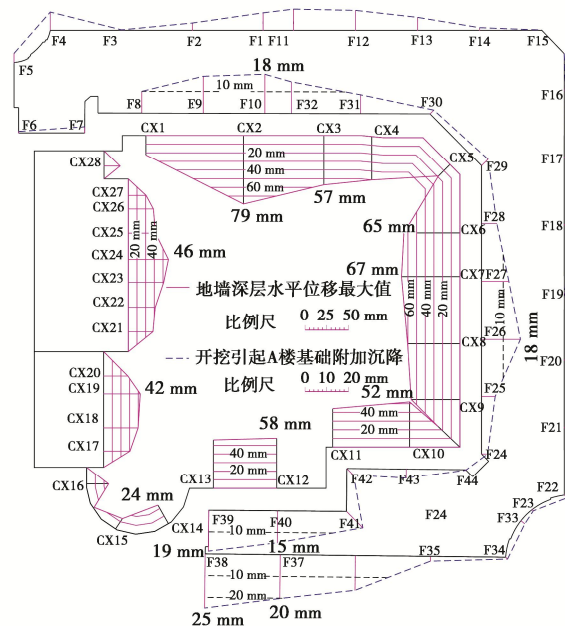 F4 F3 F2 F1 F11 F12 F13 F14 F15
F5
18 mm
F16
10 mm
F8 F9 F10 F32 F31 F30
F6 F7
CX1 CX2 CX3 CX4
F17
CX28
20 mm
CX5
F29
40 mm
CX27
60 mm
57 mm
CX26
79 mm
F28
F18
65 mm
CX25
CX6
20 mm
40 mm
46 mm
CX24
67 mm
CX7
F27
CX23
地墙深层水平位移最大值
60 mm
40 mm
20 mm
10 mm
F19
CX22
比例尺 0 25 50 mm
CX21
F26
18 mm
CX8
开挖引起A楼基础附加沉降
F20
CX20
比例尺 0 10 20 mm
CX19
42 mm
52 mm
F25
CX9
40 mm
58 mm
F21
CX18
20 mm
CX17
CX11 CX10
40 mm
F24
CX16
20 mm
F42 F43 F44
CX13 CX12
24 mm
F22
F23
CX14
F39 F40 F41
F24
F33
CX15
10 mm
19 mm
15 mm
F38 F37
F35 F34
10 mm
20 mm
20 mm
25 mm